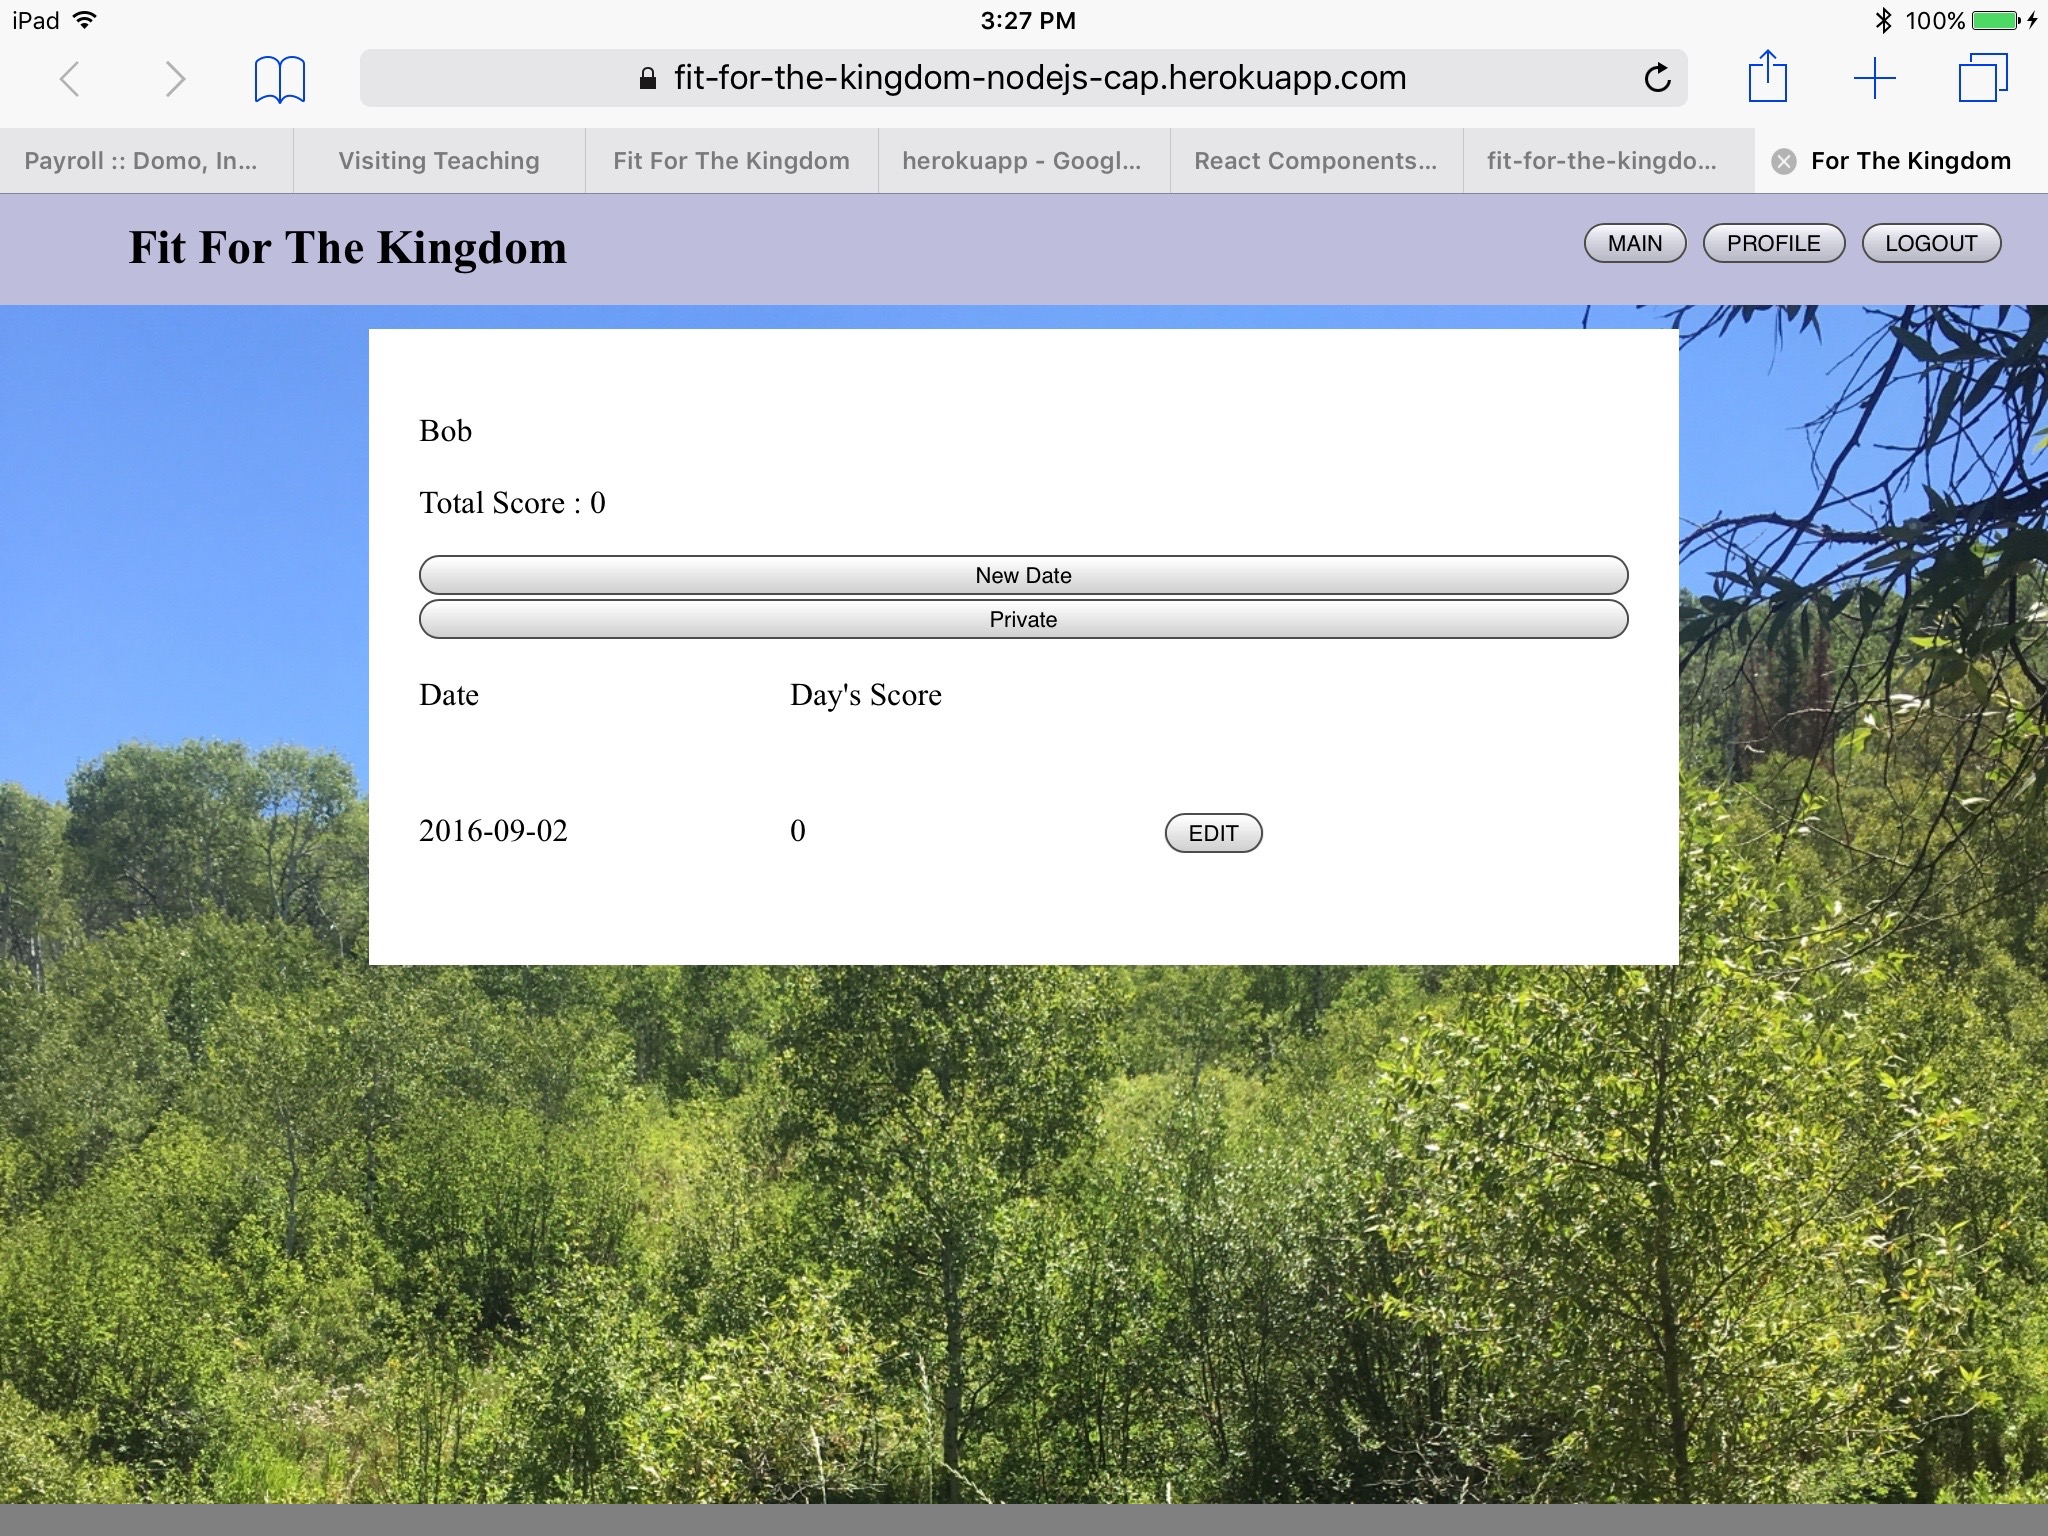 iPad 3:27 PM 100%
fit-for-the-kingdom-nodejs-cap.herokuapp.com
Payroll :: Domo, In... Visiting Teaching Fit For The Kingdom herokuapp - Googl... React Components... fit-for-the-kingdo... For The Kingdom
Fit For The Kingdom MAIN PROFILE LOGOUT
Bob
Total Score : 0
New Date
Private
Date Day's Score
2016-09-02 0 EDIT